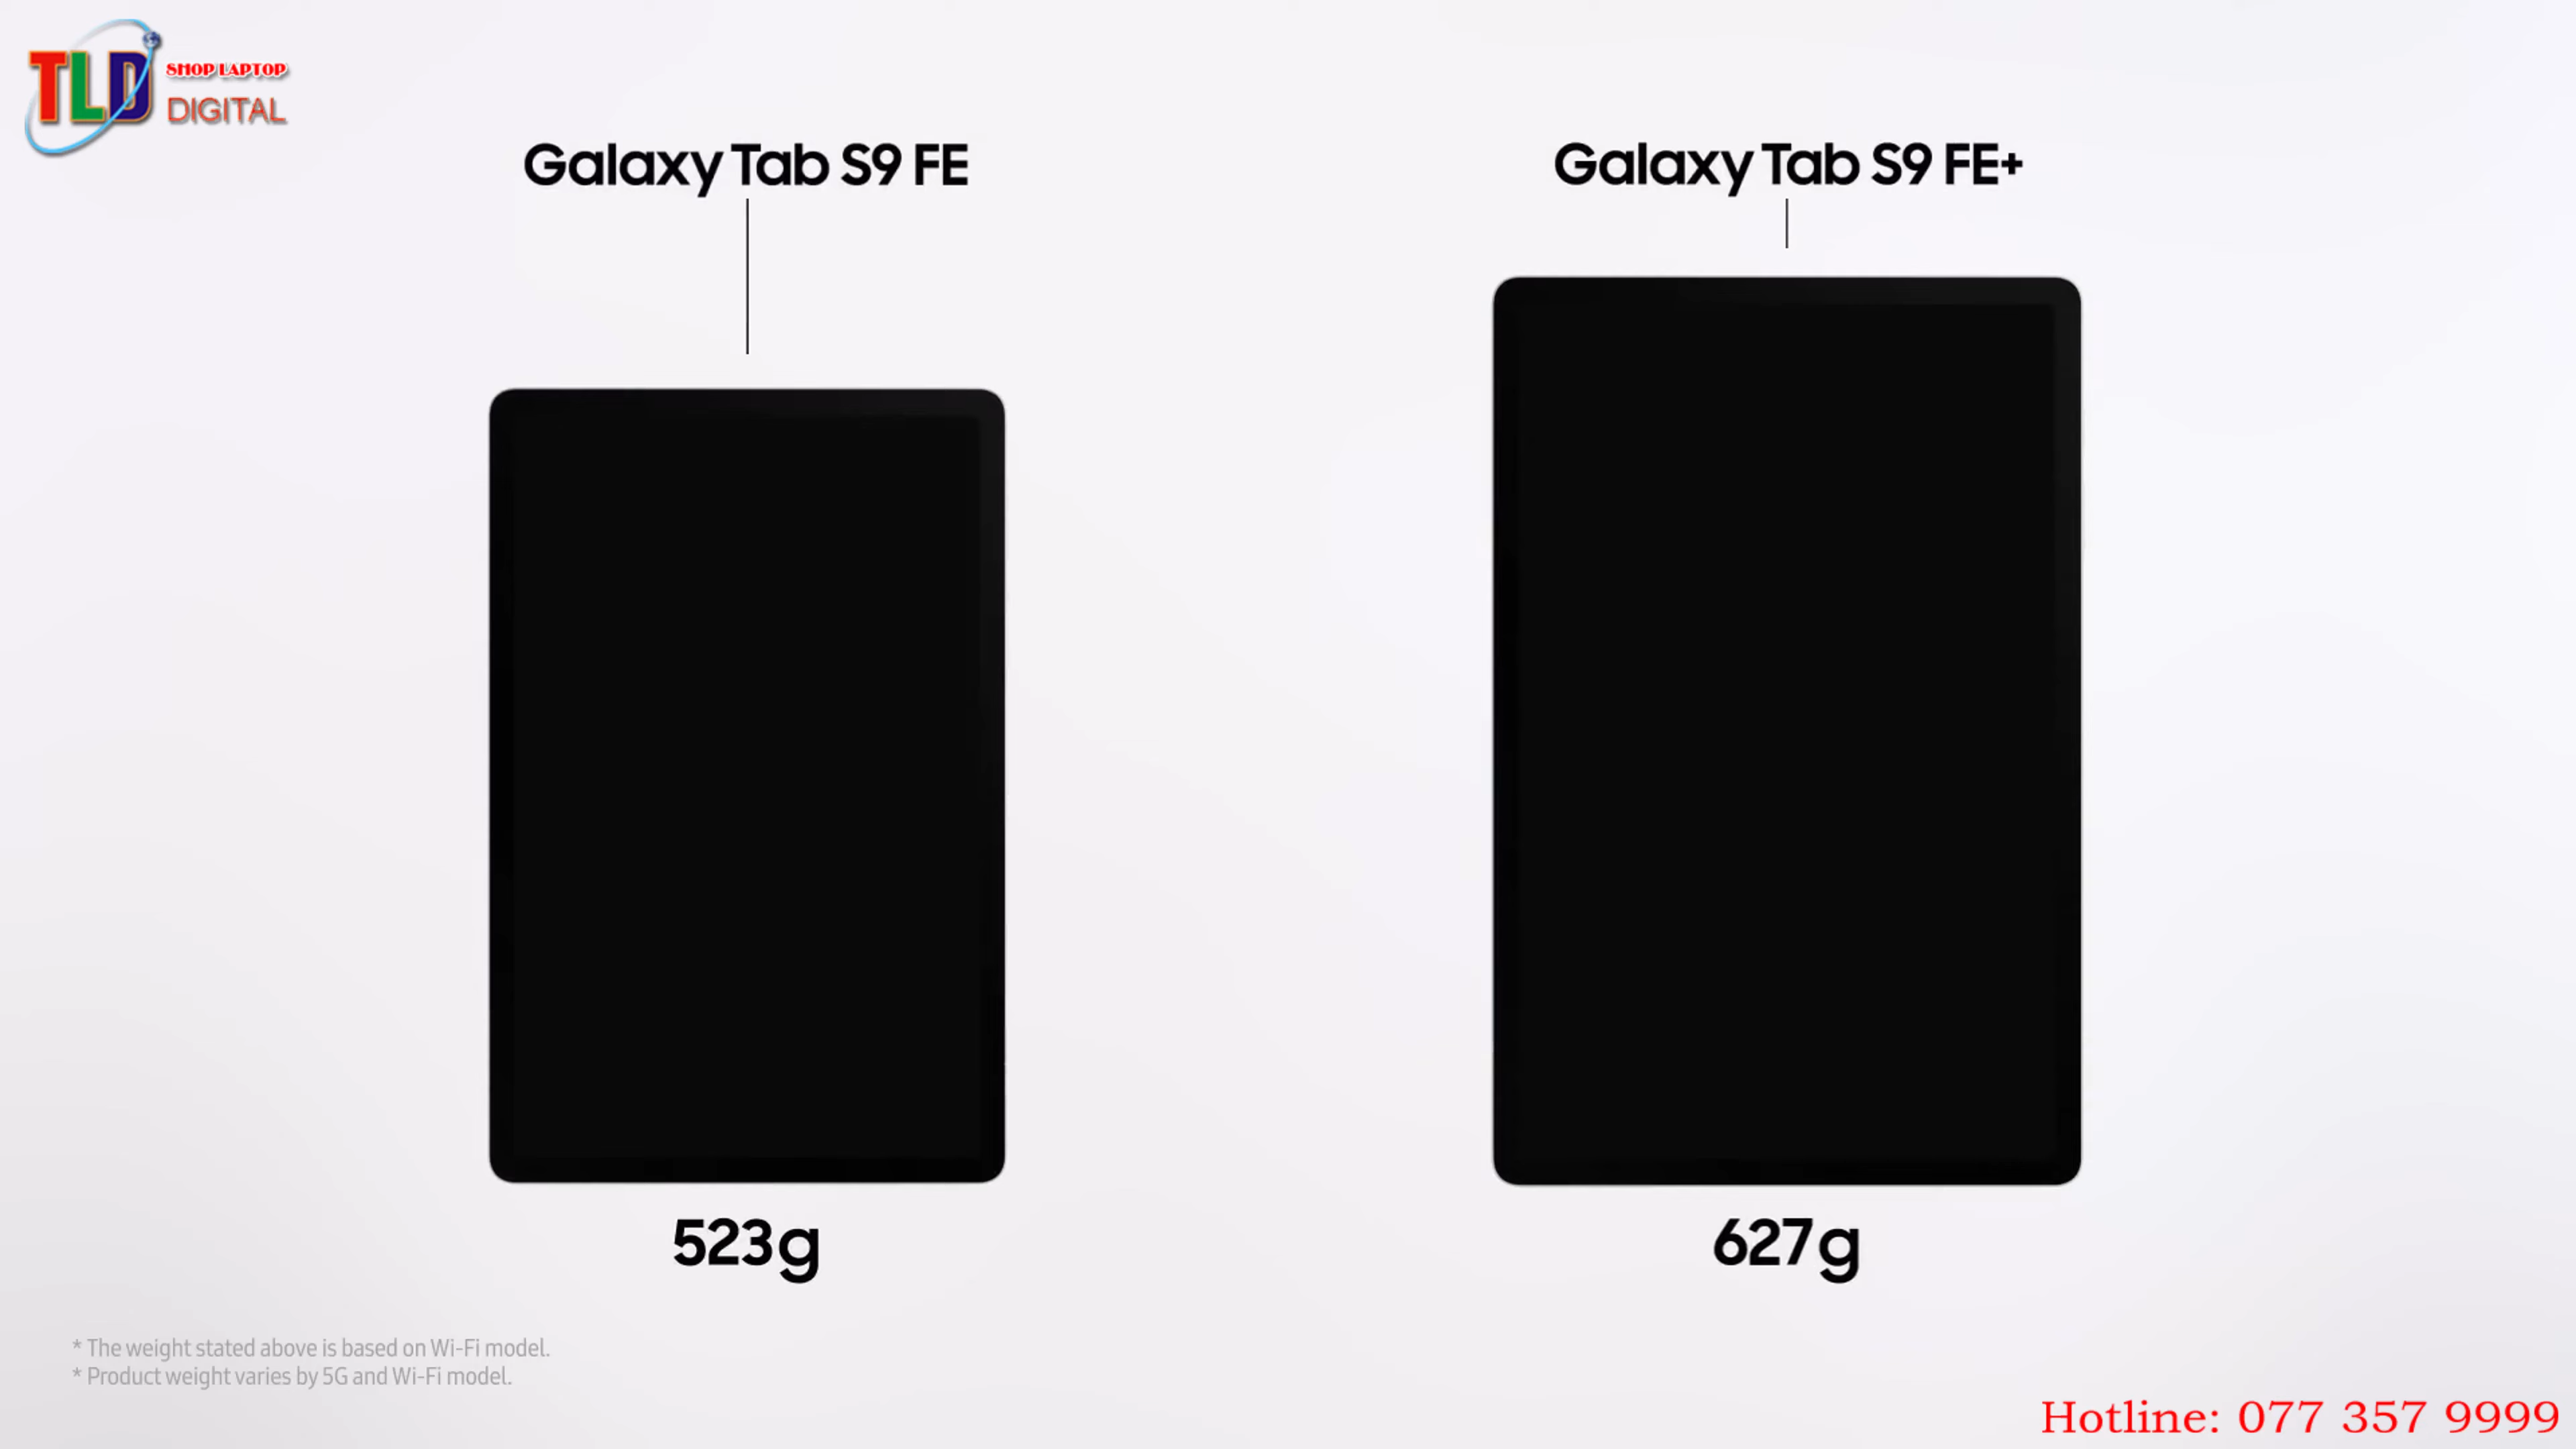 TLD
SHOP LAPTOP
DIGITAL
Galaxy Tab S9 FE
Galaxy Tab S9 FE+
523g
627g
* The weight stated above is based on Wi-Fi model.
* Product weight varies by 5G and Wi-Fi model.
Hotline: 077 357 9999